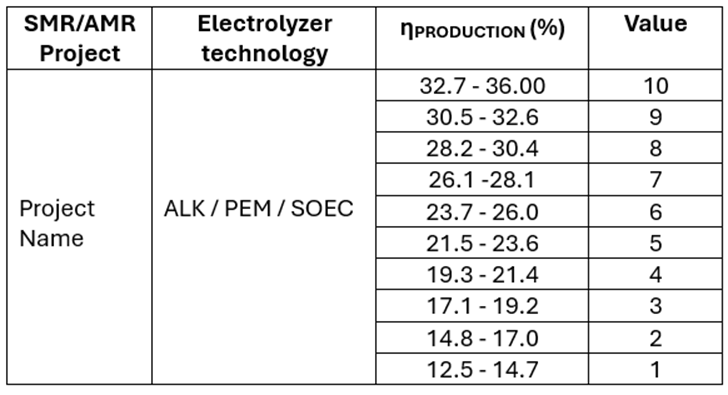 SMR/AMR Project
Electrolyzer technology
ηPRODUCTION (%)
Value
Project Name
ALK / PEM / SOEC
32.7 - 36.00 10
30.5 - 32.6 9
28.2 - 30.4 8
26.1 -28.1 7
23.7 - 26.0 6
21.5 - 23.6 5
19.3 - 21.4 4
17.1 - 19.2 3
14.8 - 17.0 2
12.5 - 14.7 1